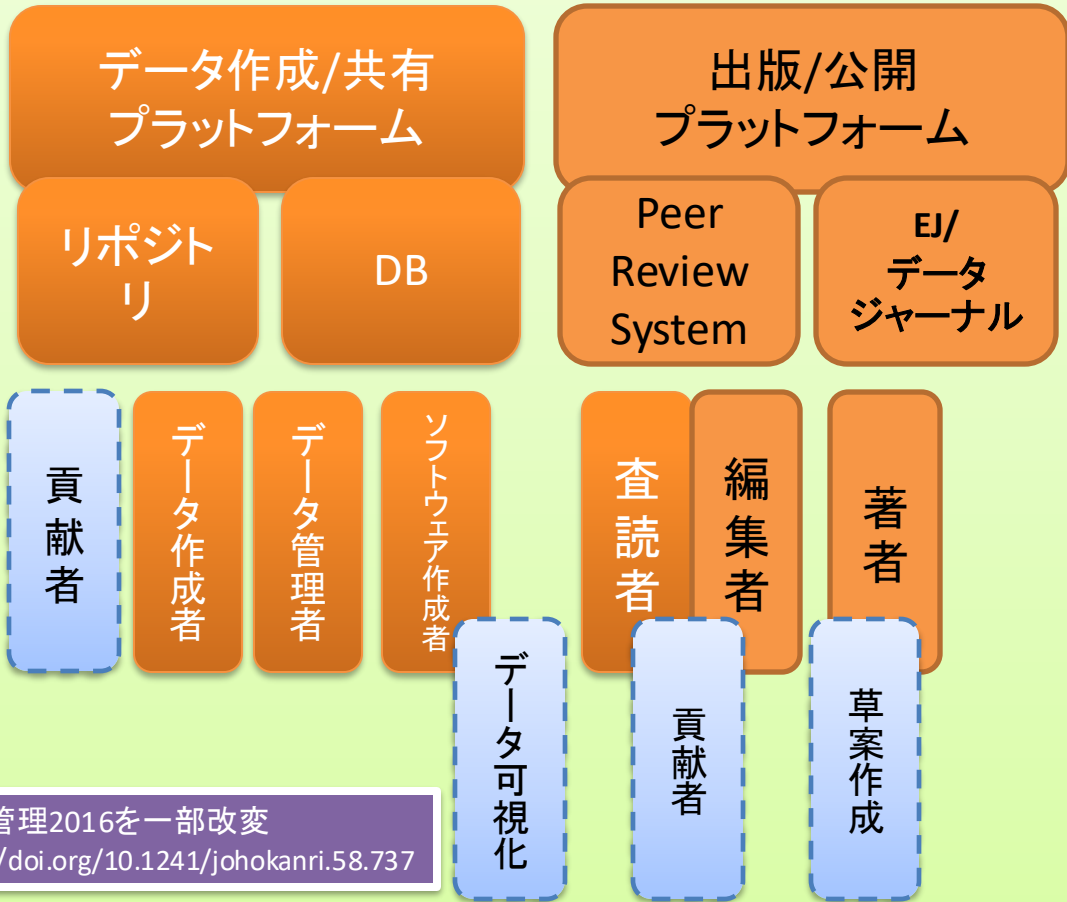 データ作成/共有
プラットフォーム
出版/公開
プラットフォーム
リポジト
リ
DB
Peer
Review
System
EJ/
データ
ジャーナル
貢献者
データ作成者
データ管理者
ソフトウェア作成者
査読者
編集者
著者
データ可視化
貢献者
草案作成
管理2016を一部改変
/doi.org/10.1241/johokanri.58.737